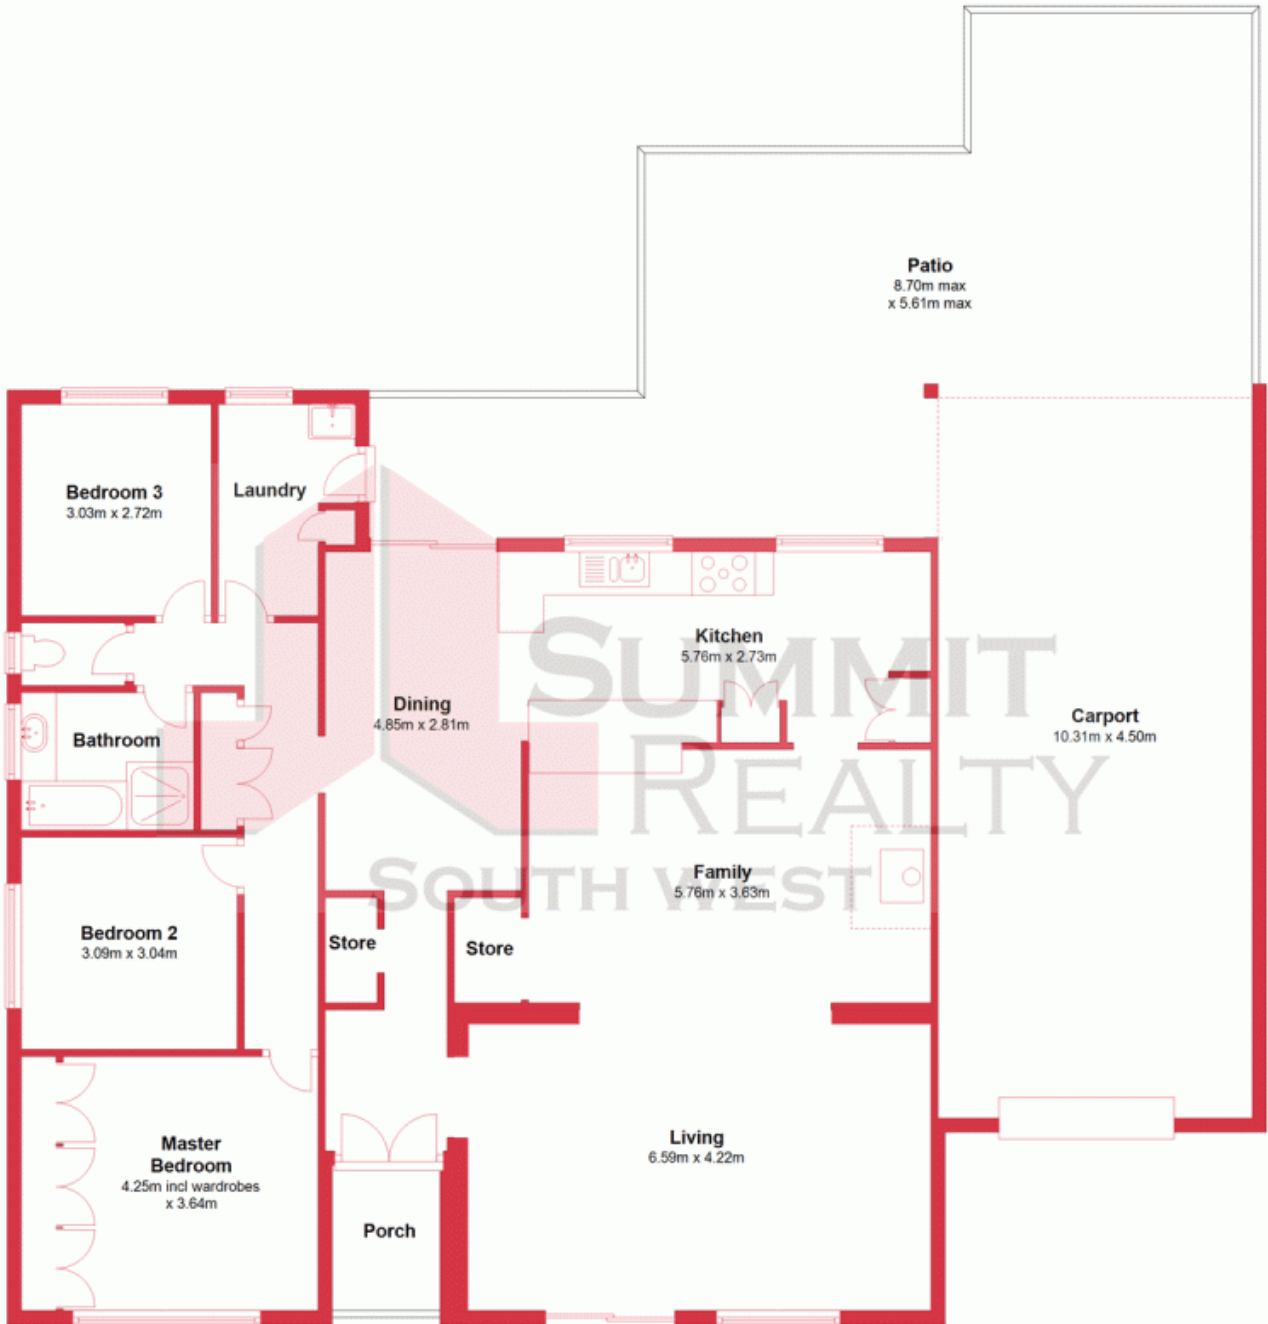 Patio
8.70m max
x 5.61m max
Bedroom 3
3.03m x 2.72m
Laundry
Kitchen
5.76m x 2.73m
Dining
4.85m x 2.81m
Carport
10.31m x 4.50m
Bathroom
SUMMIT
REALTY
SOUTH WEST
Family
5.76m x 3.63m
Bedroom 2
3.09m x 3.04m
Store
Store
Living
6.59m x 4.22m
Master
Bedroom
4.25m incl wardrobes
x 3.64m
Porch